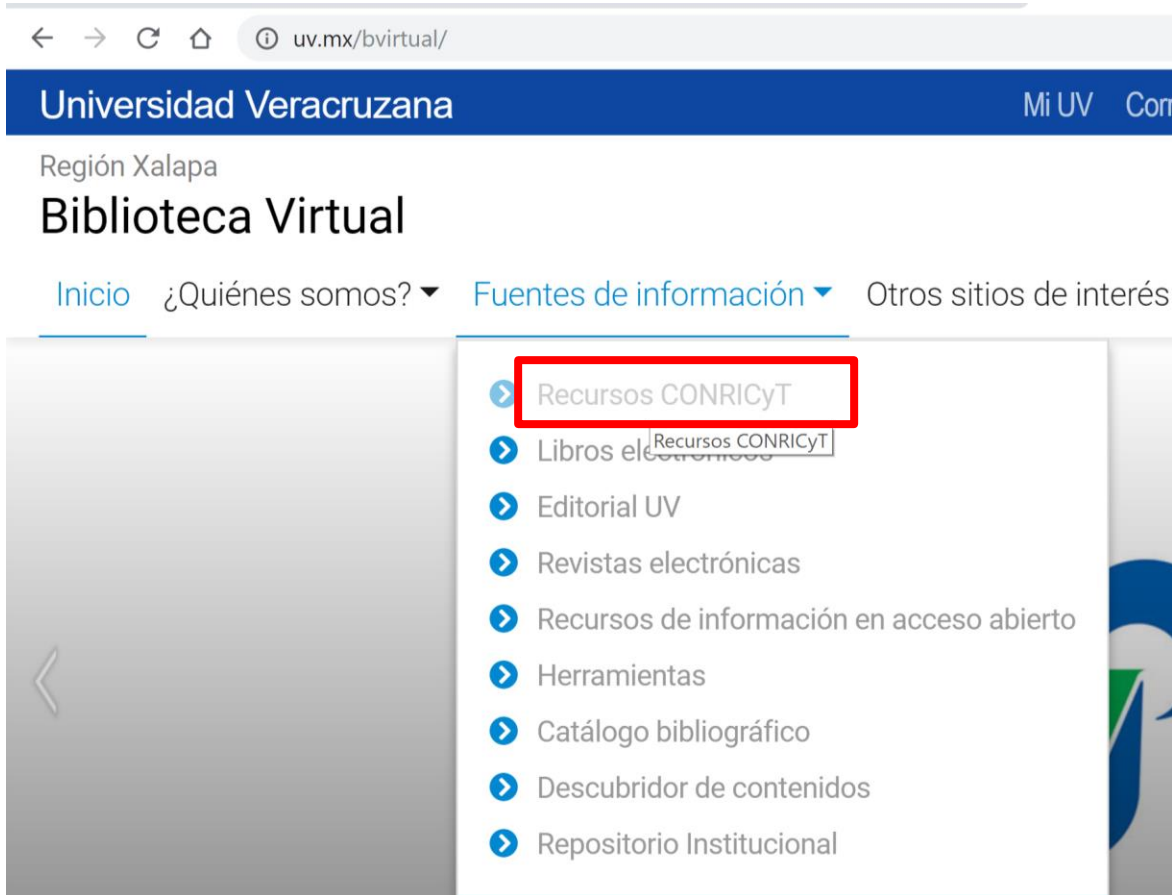 uv.mx/bvirtual/
Universidad Veracruzana Mi UV
Región Xalapa
Biblioteca Virtual
Inicio ¿Quiénes somos? Fuentes de información Otros sitios de interés
Recursos CONRICyT
Recursos CONRICyT
Libros electrónicos
Editorial UV
Revistas electrónicas
Recursos de información en acceso abierto
Herramientas
Catálogo bibliográfico
Descubridor de contenidos
Repositorio Institucional